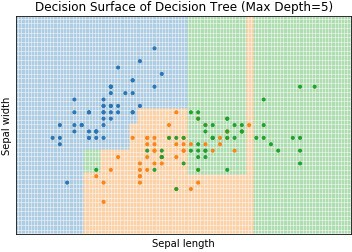 Decision Surface of Decision Tree (Max Depth=5)
Sepal width
Sepal length